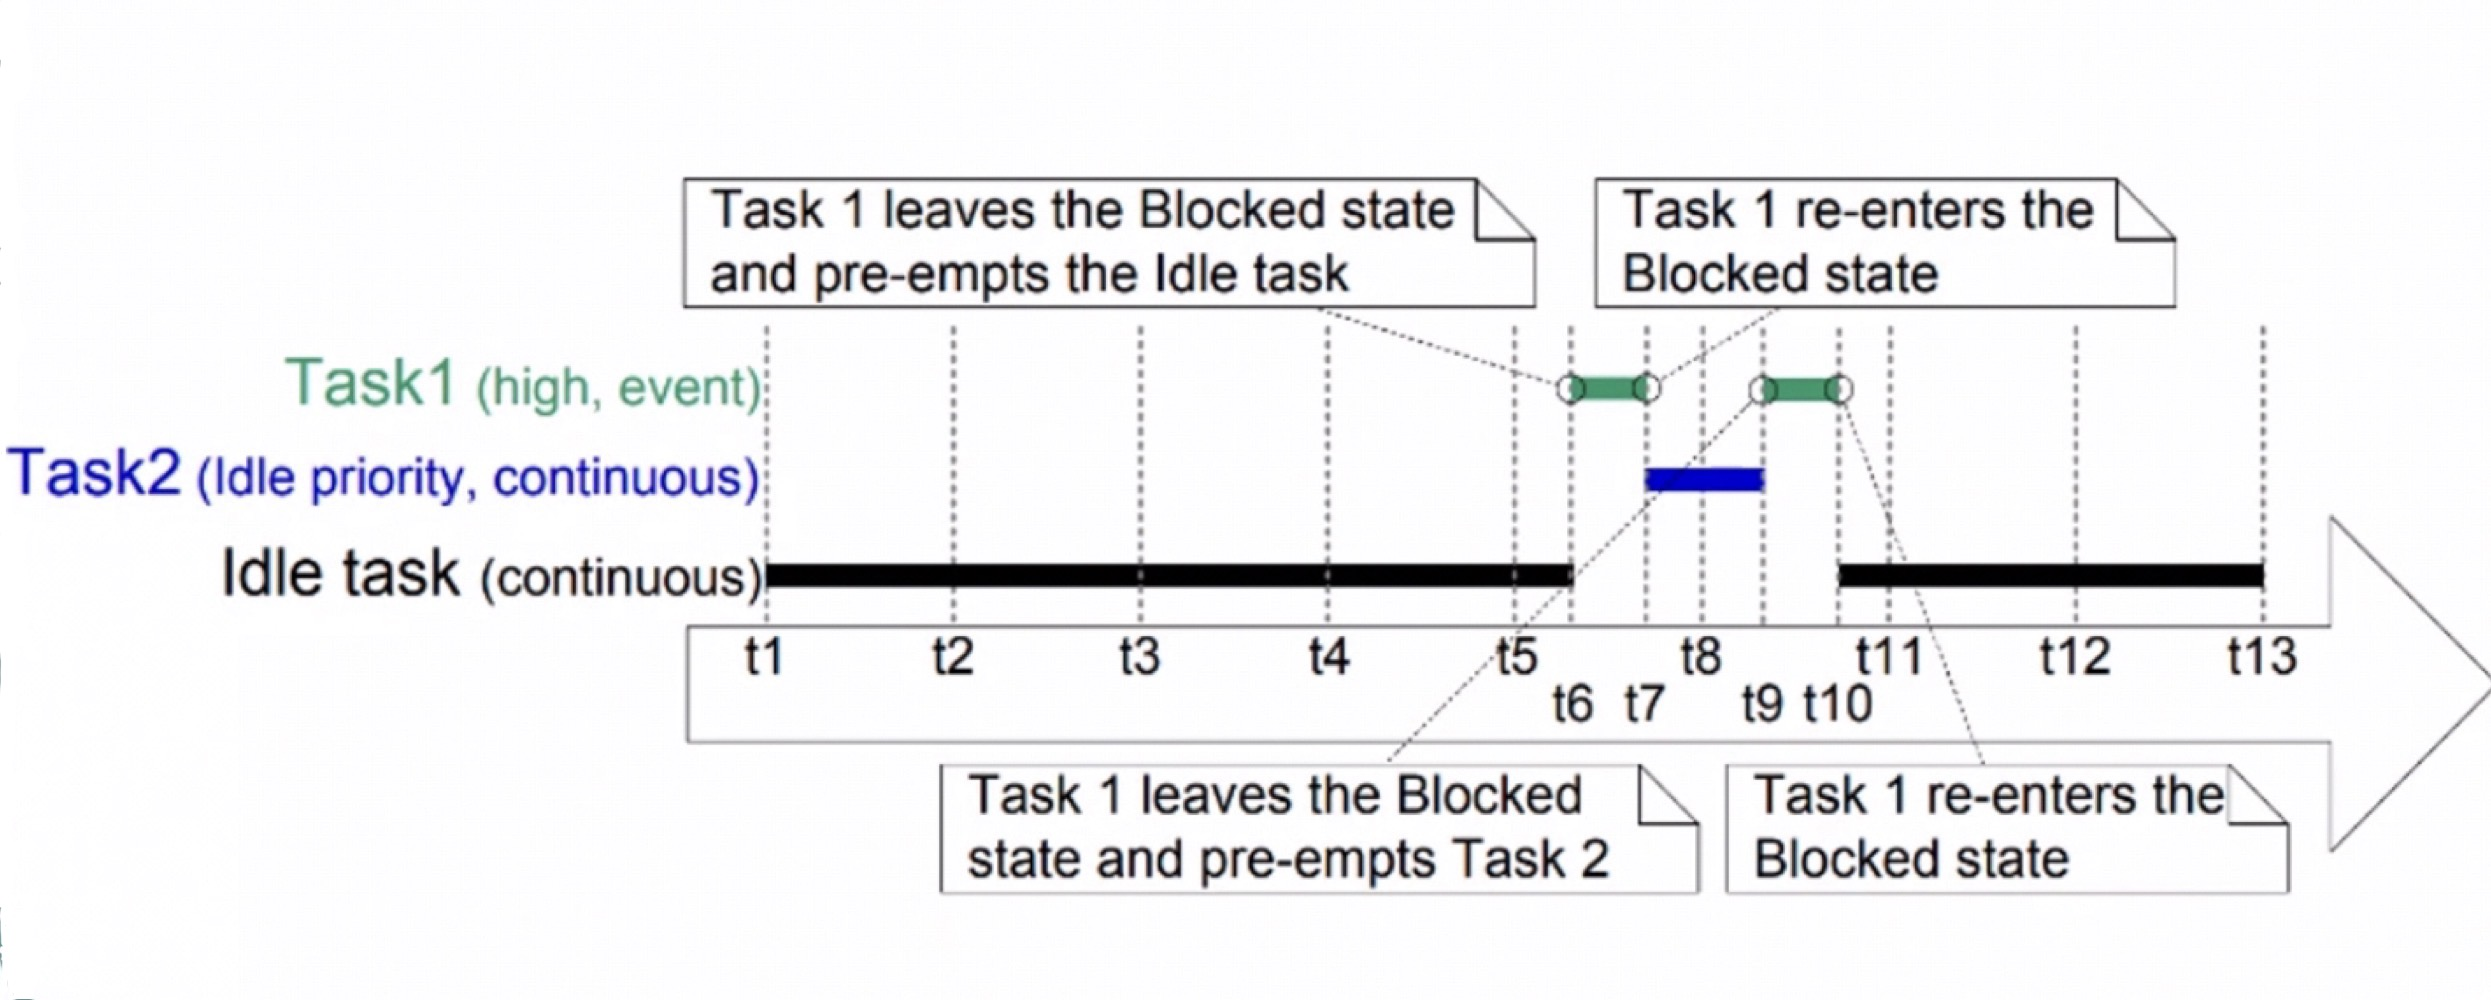 Task 1 leaves the Blocked state
and pre-empts the Idle task
Task 1 re-enters the
Blocked state
Task1 (high, event)
Task2 (Idle priority, continuous)
Idle task (continuous)
t1 t2 t3 t4 t5 t8 t11 t12 t13
t6 t7 t9 t10
Task 1 leaves the Blocked
state and pre-empts Task 2
Task 1 re-enters the
Blocked state